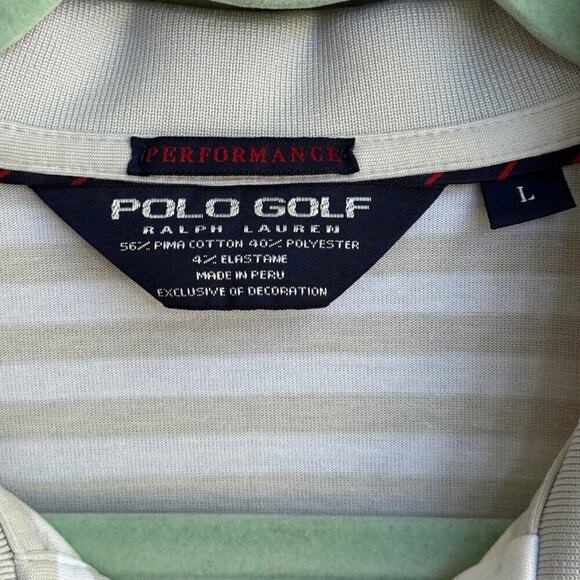 PERFORMANCE
POLO GOLF
RALPH LAUREN
56% PIMA COTTON 40% POLYESTER
4% ELASTANE
MADE IN PERU
EXCLUSIVE OF DECORATION
L